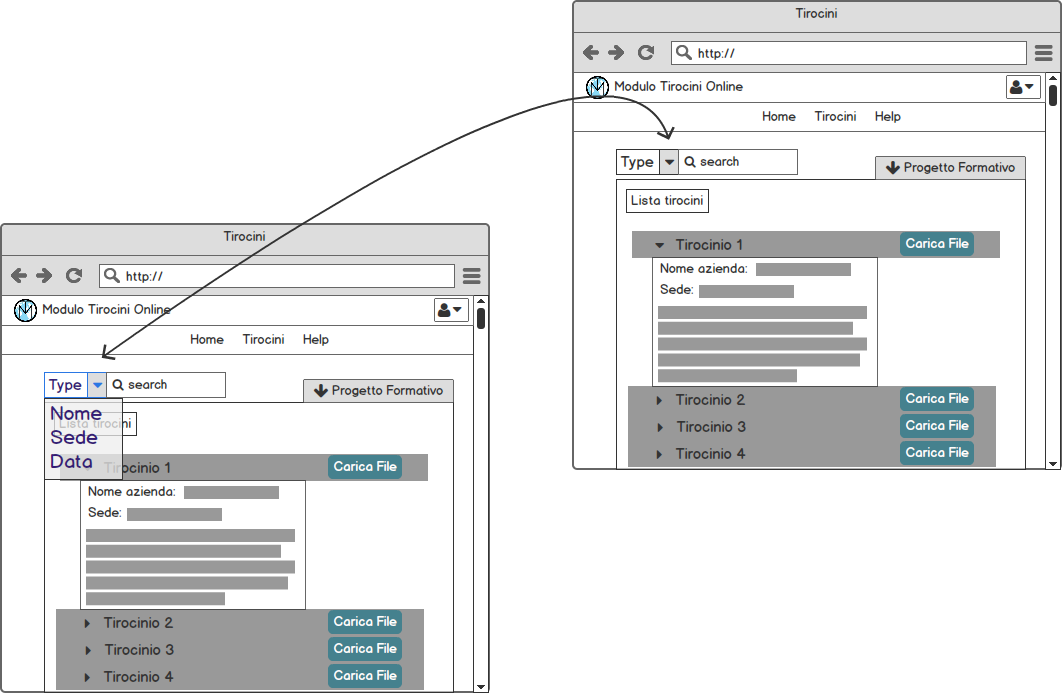 Tirocini
http://
Modulo Tirocini Online
Home Tirocini Help
Type search
Progetto Formativo
Lista tirocini
Tirocinio 1 Carica File
Nome azienda:
Sede:
Tirocinio 2 Carica File
Tirocinio 3 Carica File
Tirocinio 4 Carica File
Tirocini
http://
Modulo Tirocini Online
Home Tirocini Help
Type search
Progetto Formativo
Nome
Lista tirocini
Sede
Data
Tirocinio 1 Carica File
Nome azienda:
Sede:
Tirocinio 2 Carica File
Tirocinio 3 Carica File
Tirocinio 4 Carica File